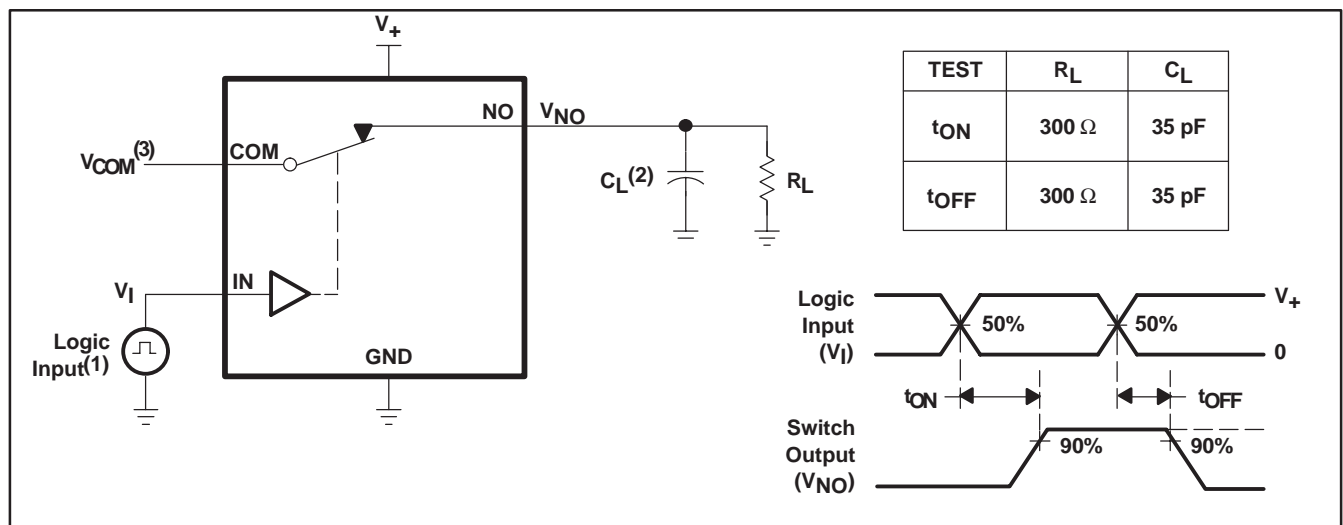 V+
NO
VNO
COM
VCOM(3)
CL(2)
RL
VI
IN
Logic
Input(1)
GND
TEST RL CL
tON 300 Ω 35 pF
tOFF 300 Ω 35 pF
Logic
Input
(VI)
50%
50%
V+
0
tON
tOFF
Switch
Output
(VNO)
90%
90%